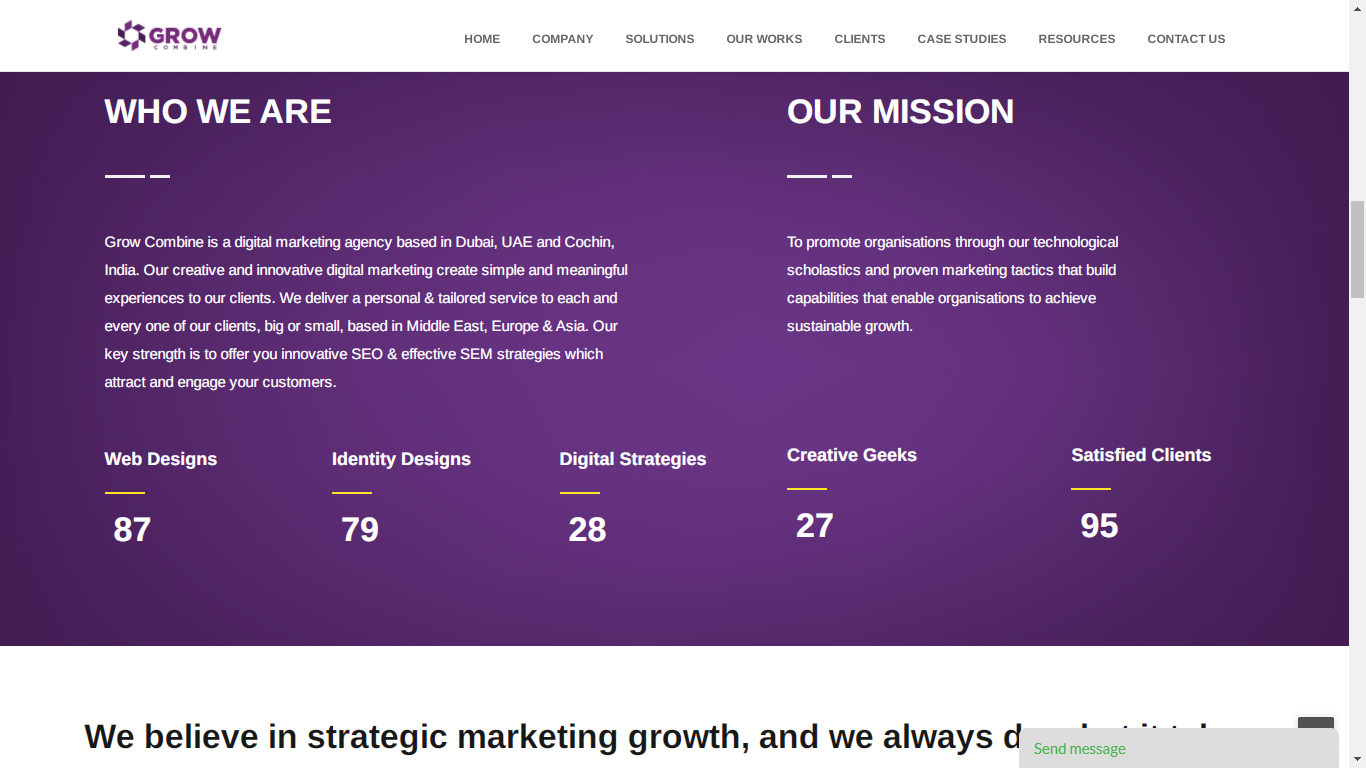 GROW
COMBINE
HOME COMPANY SOLUTIONS OUR WORKS CLIENTS CASE STUDIES RESOURCES CONTACT US
WHO WE ARE
Grow Combine is a digital marketing agency based in Dubai, UAE and Cochin,
India. Our creative and innovative digital marketing create simple and meaningful
experiences to our clients. We deliver a personal & tailored service to each and
every one of our clients, big or small, based in Middle East, Europe & Asia. Our
key strength is to offer you innovative SEO & effective SEM strategies which
attract and engage your customers.
OUR MISSION
To promote organisations through our technological
scholastics and proven marketing tactics that build
capabilities that enable organisations to achieve
sustainable growth.
Web Designs
87
Identity Designs
79
Digital Strategies
28
Creative Geeks
27
Satisfied Clients
95
We believe in strategic marketing growth, and we always
Send message